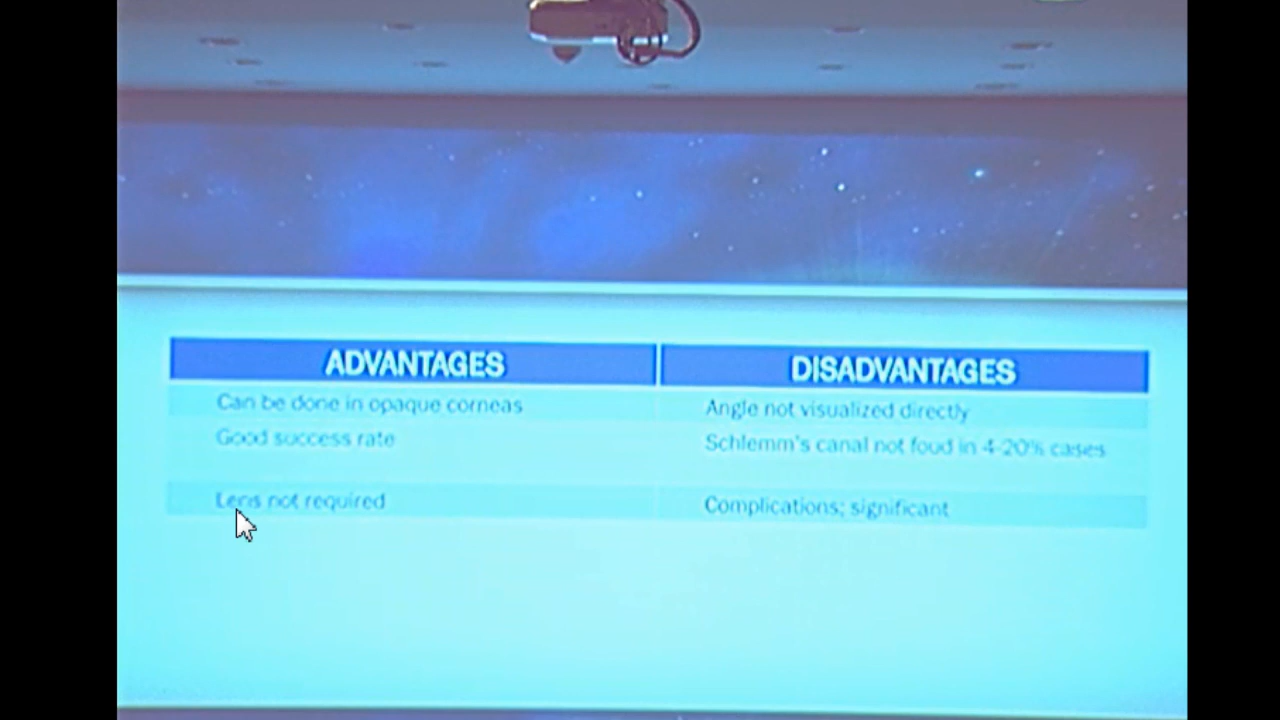 ADVANTAGES DISADVANTAGES
Can be done in opaque corneas Angle not visualized directly
Good success rate Schlemm's canal not foud in 4-20% cases
Lens not required Complications; significant